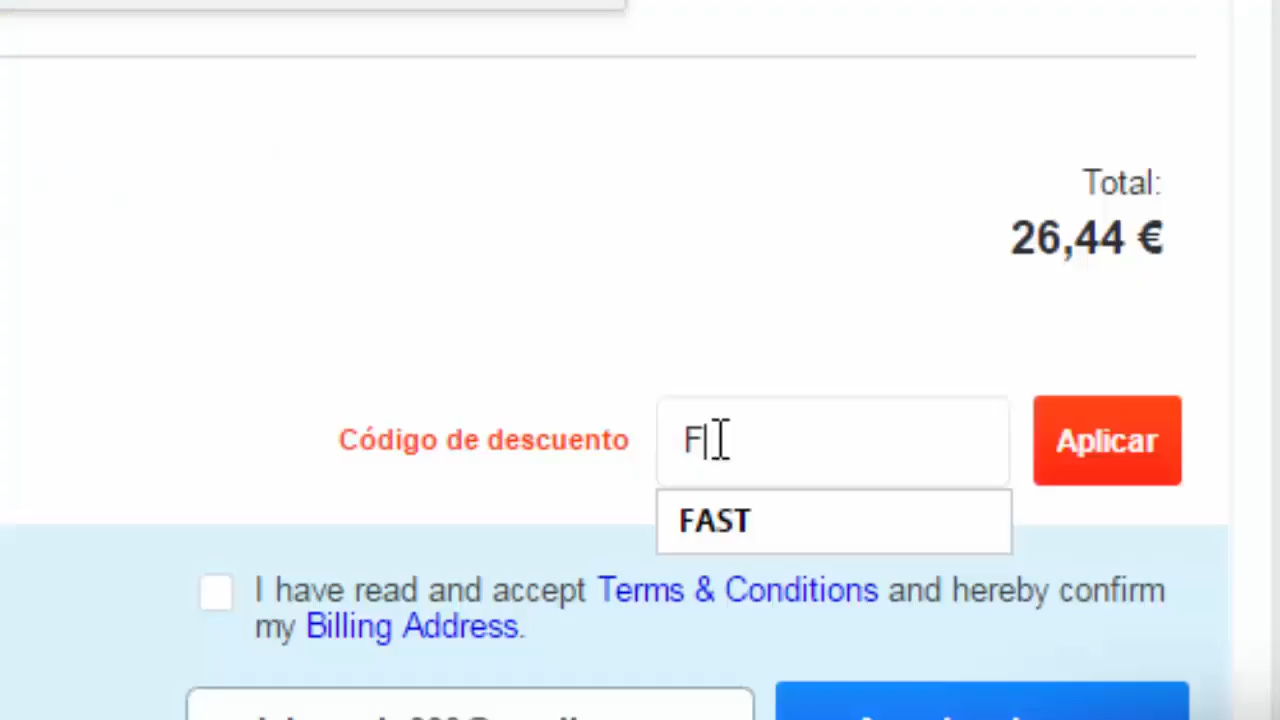 Total:
26,44 €
Código de descuento
F
Aplicar
FAST
I have read and accept Terms & Conditions and hereby confirm
my Billing Address.